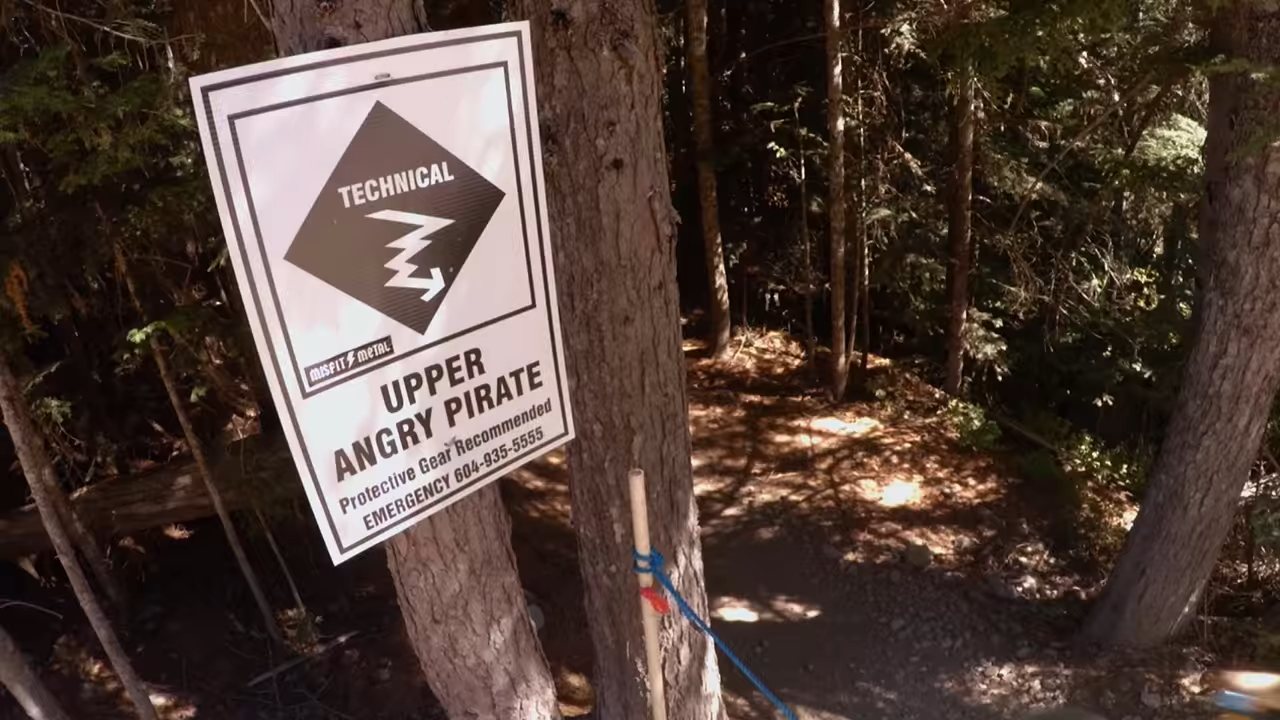 TECHNICAL
MISFIT METAL
UPPER
ANGRY PIRATE
Protective Gear Recommended
EMERGENCY 604-935-5555